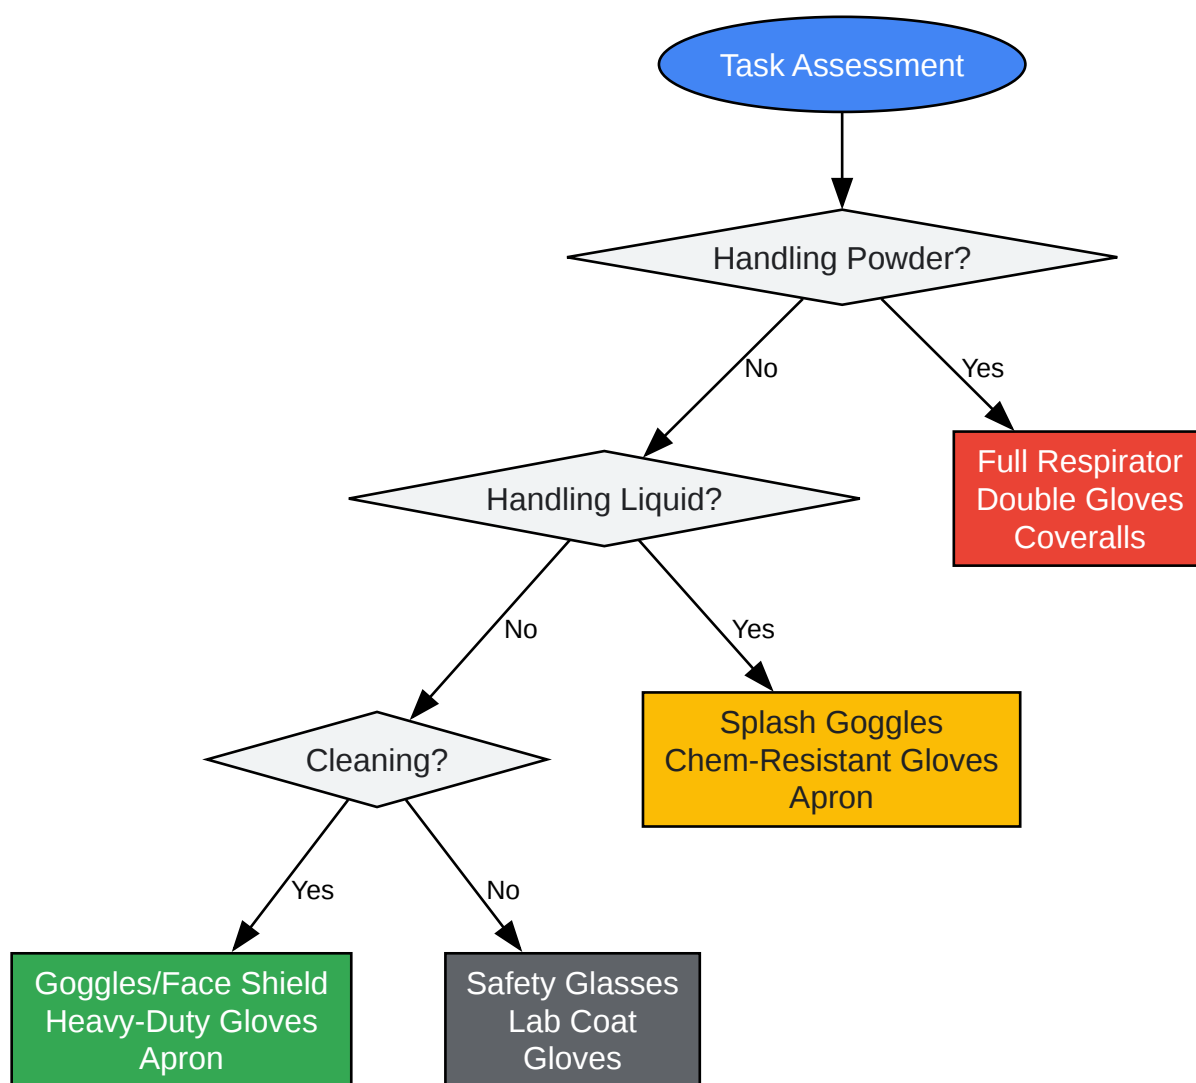 Task Assessment
Handling Powder?
No
Yes
Full Respirator
Double Gloves
Coveralls
Handling Liquid?
No
Yes
Splash Goggles
Chem-Resistant Gloves
Apron
Cleaning?
Yes
No
Goggles/Face Shield
Heavy-Duty Gloves
Apron
Safety Glasses
Lab Coat
Gloves